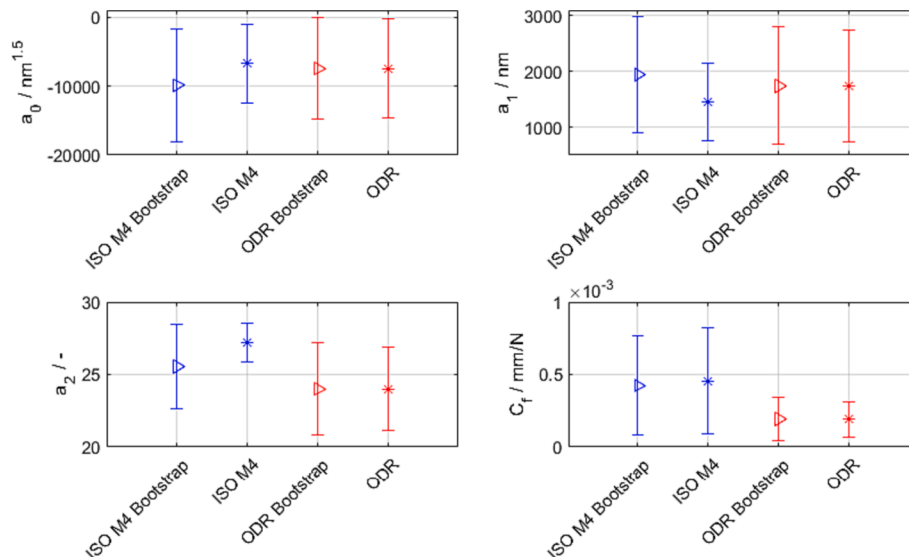 0
-10000
-20000
a0 / nm1.5
ISO M4 Bootstrap
ISO M4
ODR Bootstrap
ODR
3000
2000
1000
a1 / nm
ISO M4 Bootstrap
ISO M4
ODR Bootstrap
ODR
30
25
20
a2 / -
ISO M4 Bootstrap
ISO M4
ODR Bootstrap
ODR
×10-3
1
0.5
0
Cf / mm/N
ISO M4 Bootstrap
ISO M4
ODR Bootstrap
ODR